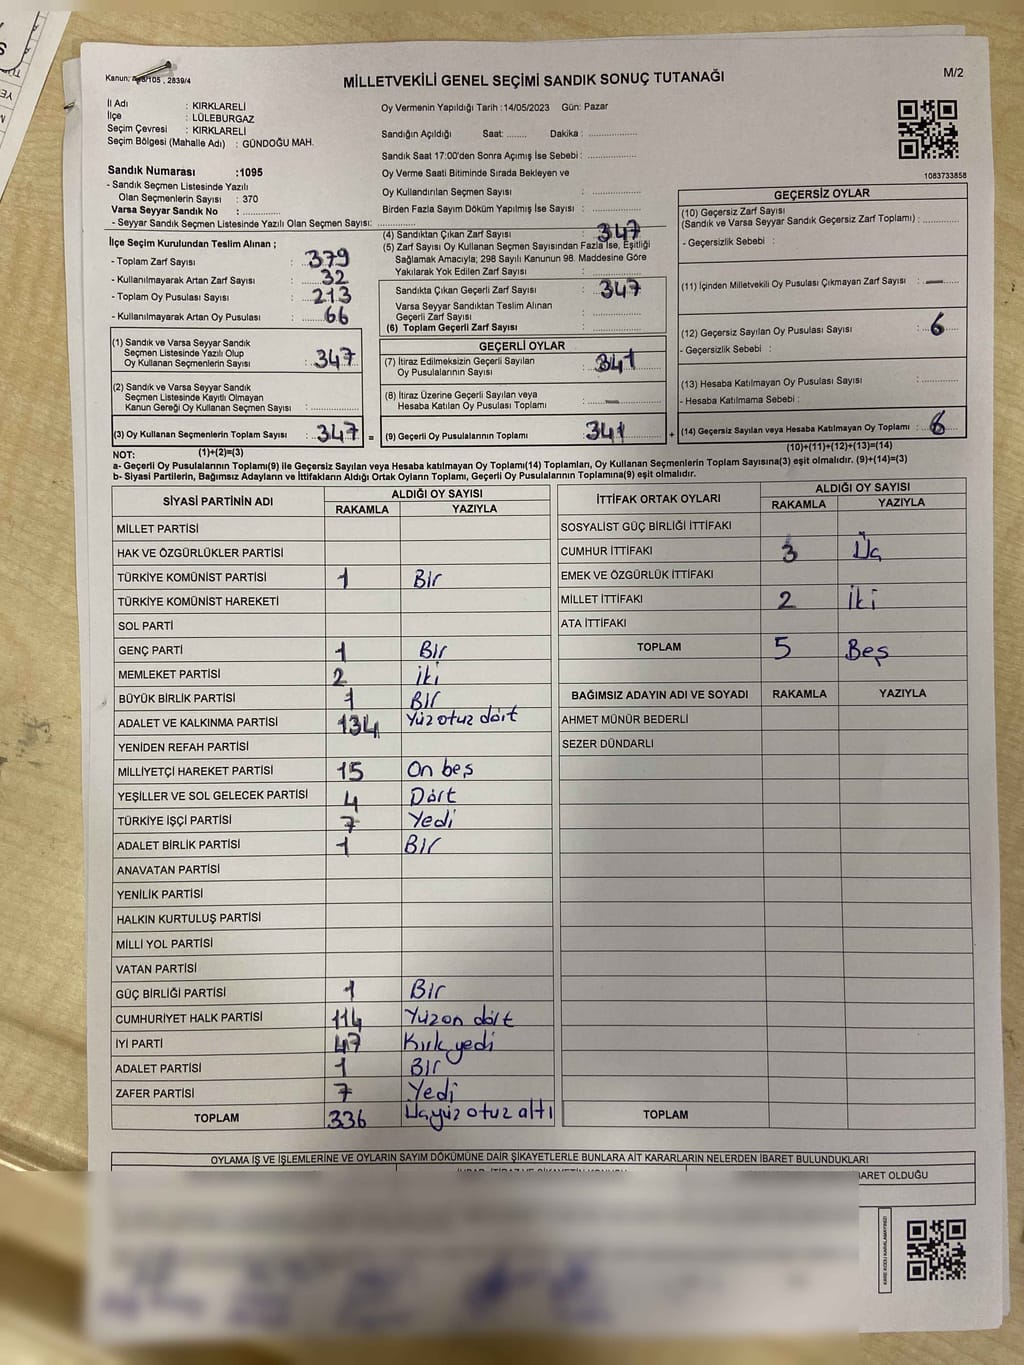 Kanun; /105 , 2839/4
MİLLETVEKİLİ GENEL SEÇİMİ SANDIK SONUÇ TUTANAĞI
M/2
İl Adı : KIRKLARELİ
İlçe : LÜLEBURGAZ
Seçim Çevresi : KIRKLARELİ
Seçim Bölgesi (Mahalle Adı) : GÜNDOĞU MAH.
Oy Vermenin Yapıldığı Tarih :14/05/2023 Gün: Pazar
Sandığın Açıldığı Saat: ........ Dakika : ................
Sandık Saat 17:00'den Sonra Açımış İse Sebebi : ................
Oy Verme Saati Bitiminde Sırada Bekleyen ve
Oy Kullandırılan Seçmen Sayısı : ................
Birden Fazla Sayım Döküm Yapılmış İse Sayısı : ................
1083733858
Sandık Numarası :1095
- Sandık Seçmen Listesinde Yazılı
Olan Seçmenlerin Sayısı : 370
Varsa Seyyar Sandık No : ................
- Seyyar Sandık Seçmen Listesinde Yazılı Olan Seçmen Sayısı: ................
İlçe Seçim Kurulundan Teslim Alınan ;
- Toplam Zarf Sayısı : 379
- Kullanılmayarak Artan Zarf Sayısı : 32
- Toplam Oy Pusulası Sayısı : 213
- Kullanılmayarak Artan Oy Pusulası : 66
(1) Sandık ve Varsa Seyyar Sandık
Seçmen Listesinde Yazılı Olup
Oy Kullanan Seçmenlerin Sayısı : 347
(2) Sandık ve Varsa Seyyar Sandık
Seçmen Listesinde Kayıtlı Olmayan
Kanun Gereği Oy Kullanan Seçmen Sayısı : ................
(3) Oy Kullanan Seçmenlerin Toplam Sayısı : 347 =
(1)+(2)=(3)
(4) Sandıktan Çıkan Zarf Sayısı : 347
(5) Zarf Sayısı Oy Kullanan Seçmen Sayısından Fazla İse, Eşitliği
Sağlamak Amacıyla; 298 Sayılı Kanunun 98. Maddesine Göre
Yakılarak Yok Edilen Zarf Sayısı : ................
Sandıkta Çıkan Geçerli Zarf Sayısı : 347
Varsa Seyyar Sandıktan Teslim Alınan
Geçerli Zarf Sayısı : ................
(6) Toplam Geçerli Zarf Sayısı : ................
GEÇERLİ OYLAR
(7) İtiraz Edilmeksizin Geçerli Sayılan
Oy Pusulalarının Sayısı : 341
(8) İtiraz Üzerine Geçerli Sayılan veya
Hesaba Katılan Oy Pusulası Toplamı : —
(9) Geçerli Oy Pusulalarının Toplamı : 341 +
GEÇERSİZ OYLAR
(10) Geçersiz Zarf Sayısı
(Sandık ve Varsa Seyyar Sandık Geçersiz Zarf Toplamı) : ................
- Geçersizlik Sebebi :
(11) İçinden Milletvekili Oy Pusulası Çıkmayan Zarf Sayısı : —
(12) Geçersiz Sayılan Oy Pusulası Sayısı : 6
- Geçersizlik Sebebi :
(13) Hesaba Katılmayan Oy Pusulası Sayısı : ................
- Hesaba Katılmama Sebebi :
(14) Geçersiz Sayılan veya Hesaba Katılmayan Oy Toplamı : 6
(10)+(11)+(12)+(13)=(14)
NOT:
a- Geçerli Oy Pusulalarının Toplamı(9) ile Geçersiz Sayılan veya Hesaba katılmayan Oy Toplamı(14) Toplamları, Oy Kullanan Seçmenlerin Toplam Sayısına(3) eşit olmalıdır. (9)+(14)=(3)
b- Siyasi Partilerin, Bağımsız Adayların ve İttifakların Aldığı Ortak Oyların Toplamı, Geçerli Oy Pusulalarının Toplamına(9) eşit olmalıdır.
SİYASİ PARTİNİN ADI ALDIĞI OY SAYISI
RAKAMLA YAZIYLA
MİLLET PARTİSİ
HAK VE ÖZGÜRLÜKLER PARTİSİ
TÜRKİYE KOMÜNİST PARTİSİ 1 Bir
TÜRKİYE KOMÜNİST HAREKETİ
SOL PARTİ
GENÇ PARTİ 1 Bir
MEMLEKET PARTİSİ 2 iki
BÜYÜK BİRLİK PARTİSİ 1 Bir
ADALET VE KALKINMA PARTİSİ 134 Yüz otuz dört
YENİDEN REFAH PARTİSİ
MİLLİYETÇİ HAREKET PARTİSİ 15 On beş
YEŞİLLER VE SOL GELECEK PARTİSİ 4 Dört
TÜRKİYE İŞÇİ PARTİSİ 7 Yedi
ADALET BİRLİK PARTİSİ 1 Bir
ANAVATAN PARTİSİ
YENİLİK PARTİSİ
HALKIN KURTULUŞ PARTİSİ
MİLLİ YOL PARTİSİ
VATAN PARTİSİ
GÜÇ BİRLİĞİ PARTİSİ 1 Bir
CUMHURİYET HALK PARTİSİ 114 Yüz on dört
İYİ PARTİ 47 Kırk yedi
ADALET PARTİSİ 1 Bir
ZAFER PARTİSİ 7 Yedi
TOPLAM 336 Üçyüz otuz altı
İTTİFAK ORTAK OYLARI ALDIĞI OY SAYISI
RAKAMLA YAZIYLA
SOSYALİST GÜÇ BİRLİĞİ İTTİFAKI
CUMHUR İTTİFAKI 3 Üç
EMEK VE ÖZGÜRLÜK İTTİFAKI
MİLLET İTTİFAKI 2 İki
ATA İTTİFAKI
TOPLAM 5 Beş
BAĞIMSIZ ADAYIN ADI VE SOYADI RAKAMLA YAZIYLA
AHMET MÜNÜR BEDERLİ
SEZER DÜNDARLI
TOPLAM
OYLAMA İŞ VE İŞLEMLERİNE VE OYLARIN SAYIM DÖKÜMÜNE DAİR ŞİKAYETLERLE BUNLARA AİT KARARLARIN NELERDEN İBARET BULUNDUKLARI
İBARET OLDUĞU